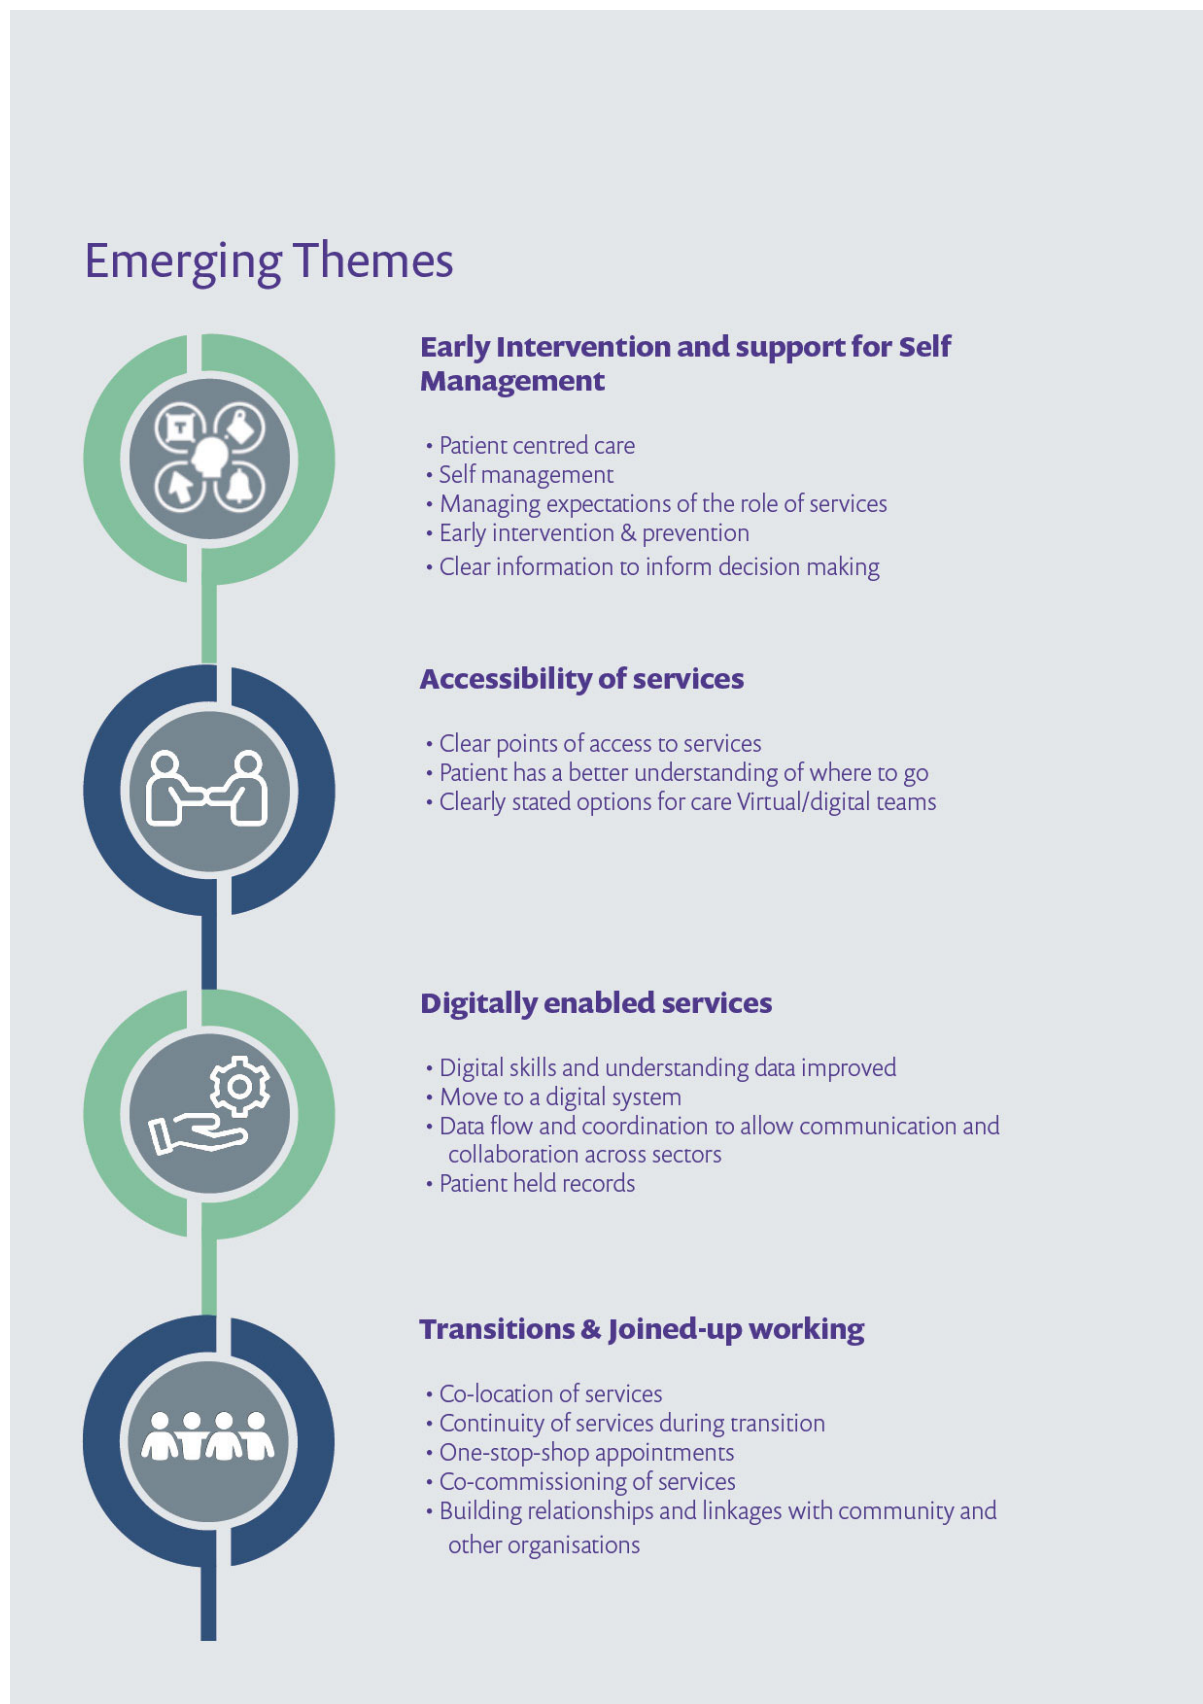 Emerging Themes
Early Intervention and support for Self
Management
• Patient centred care
• Self management
• Managing expectations of the role of services
• Early intervention & prevention
• Clear information to inform decision making
Accessibility of services
• Clear points of access to services
• Patient has a better understanding of where to go
• Clearly stated options for care Virtual/digital teams
Digitally enabled services
• Digital skills and understanding data improved
• Move to a digital system
• Data flow and coordination to allow communication and
collaboration across sectors
• Patient held records
Transitions & Joined-up working
• Co-location of services
• Continuity of services during transition
• One-stop-shop appointments
• Co-commissioning of services
• Building relationships and linkages with community and
other organisations